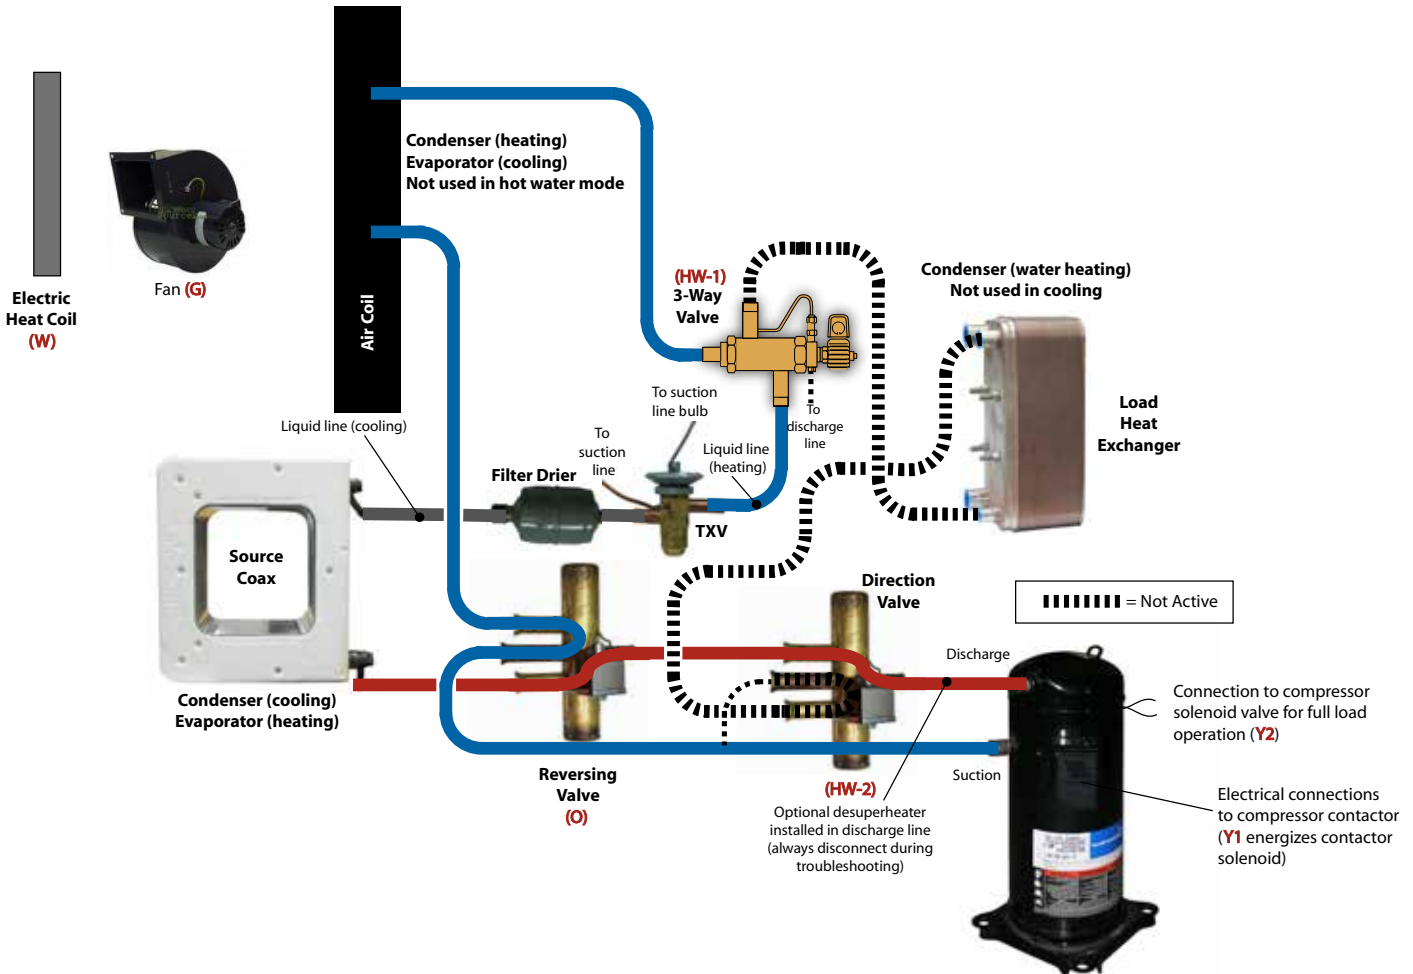 Condenser (heating)
Evaporator (cooling)
Not used in hot water mode
Electric
Heat Coil
(W)
Fan (G)
Air Coil
(HW-1)
3-Way
Valve
Condenser (water heating)
Not used in cooling
Load
Heat
Exchanger
To suction
line bulb
To
discharge
line
Liquid line (cooling)
To
suction
line
Liquid line
(heating)
Filter Drier
TXV
Source
Coax
Condenser (cooling)
Evaporator (heating)
Direction
Valve
= Not Active
Discharge
Suction
Connection to compressor
solenoid valve for full load
operation (Y2)
Reversing
Valve
(O)
(HW-2)
Optional desuperheater
installed in discharge line
(always disconnect during
troubleshooting)
Electrical connections
to compressor contactor
(Y1 energizes contactor
solenoid)